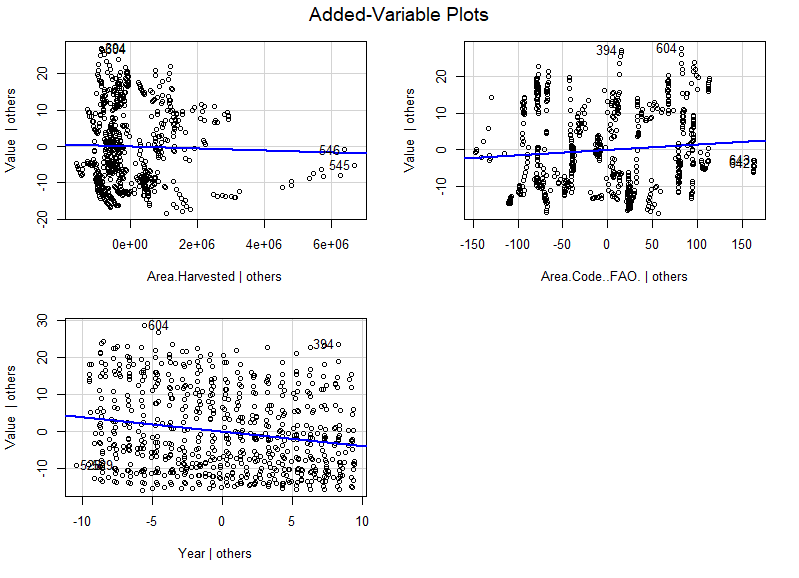 Added-Variable Plots
Value | others
20
10
0
-10
-20
394
604
546
545
0e+00 2e+06 4e+06 6e+06
Area.Harvested | others
Value | others
20
10
0
-10
394
604
643
642
-150 -100 -50 0 50 100 150
Area.Code..FAO. | others
Value | others
30
20
10
0
-10
604
394
-10 -5 0 5 10
Year | others